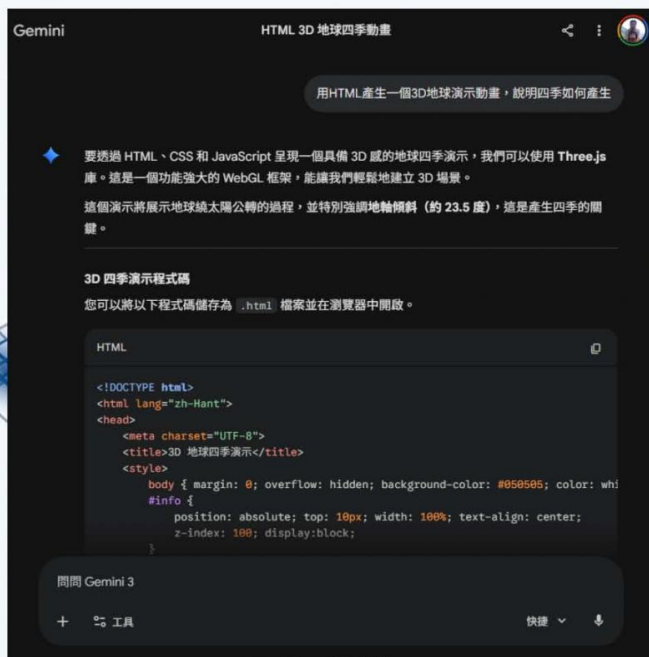 Gemini
HTML 3D 地球四季動畫
用HTML產生一個3D地球演示動畫，說明四季如何產生
要透過 HTML、CSS 和 JavaScript 呈現一個具備 3D 感的地球四季演示，我們可以使用 Three.js
庫。這是一個功能強大的 WebGL 框架，能讓我們輕鬆地建立 3D 場景。
這個演示將展示地球繞太陽公轉的過程，並特別強調地軸傾斜（約 23.5 度），這是產生四季的關
鍵。
3D 四季演示程式碼
您可以將以下程式碼儲存為 .html 檔案並在瀏覽器中開啟。
HTML
<!DOCTYPE html>
<html lang="zh-Hant">
<head>
<meta charset="UTF-8">
<title>3D 地球四季演示</title>
<style>
body { margin: 0; overflow: hidden; background-color: #050505; color: whi
#info {
position: absolute; top: 10px; width: 100%; text-align: center;
z-index: 100; display:block;
}
問問 Gemini 3
工具
快捷